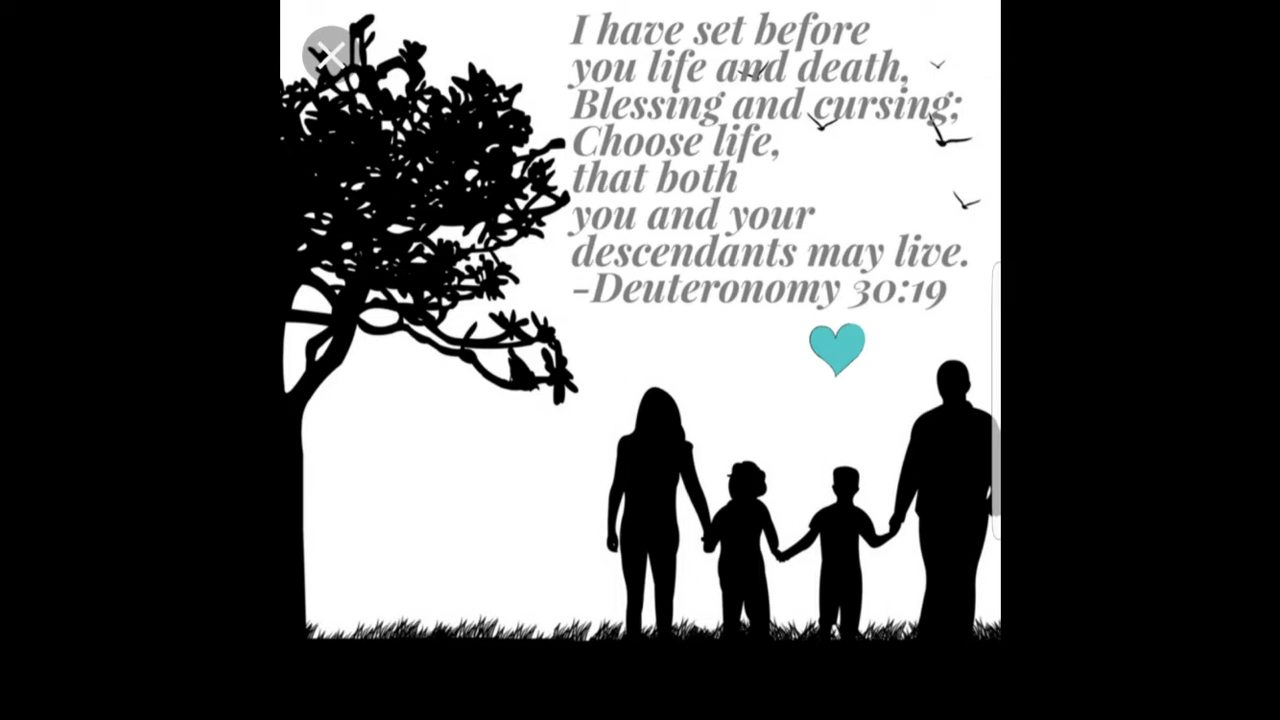 I have set before
you life and death,
Blessing and cursing;
Choose life,
that both
you and your
descendants may live.
-Deuteronomy 30:19